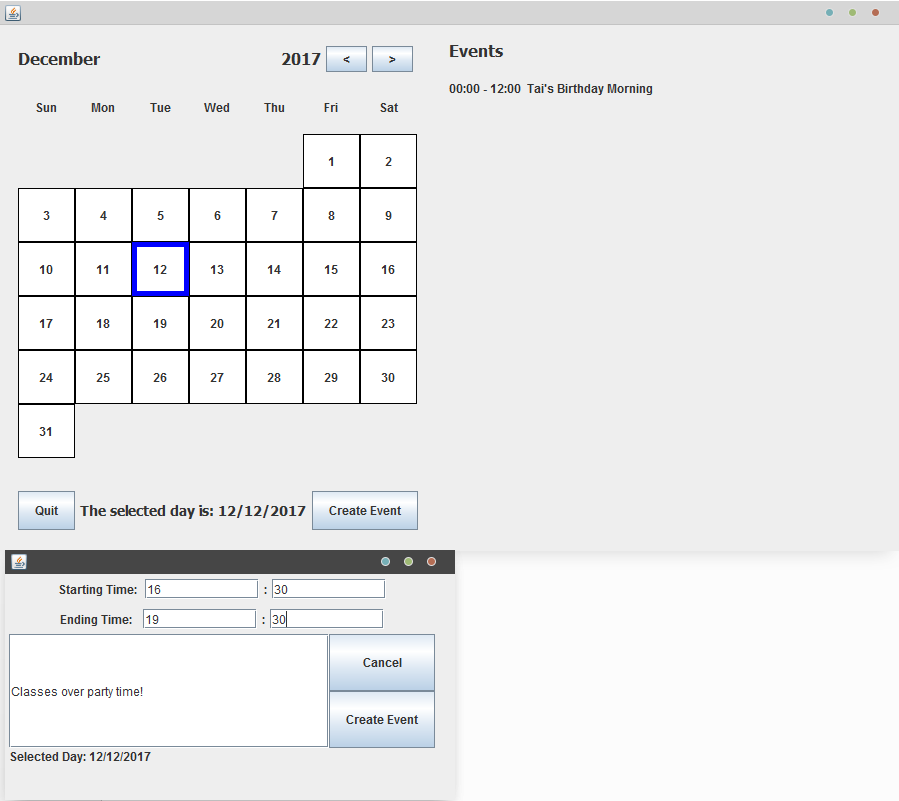 December 2017 < >
Sun Mon Tue Wed Thu Fri Sat
1 2
3 4 5 6 7 8 9
10 11 12 13 14 15 16
17 18 19 20 21 22 23
24 25 26 27 28 29 30
31
Quit The selected day is: 12/12/2017 Create Event
Events
00:00 - 12:00 Tai's Birthday Morning
Starting Time: 16 : 30
Ending Time: 19 : 30
Classes over party time!
Cancel
Create Event
Selected Day: 12/12/2017